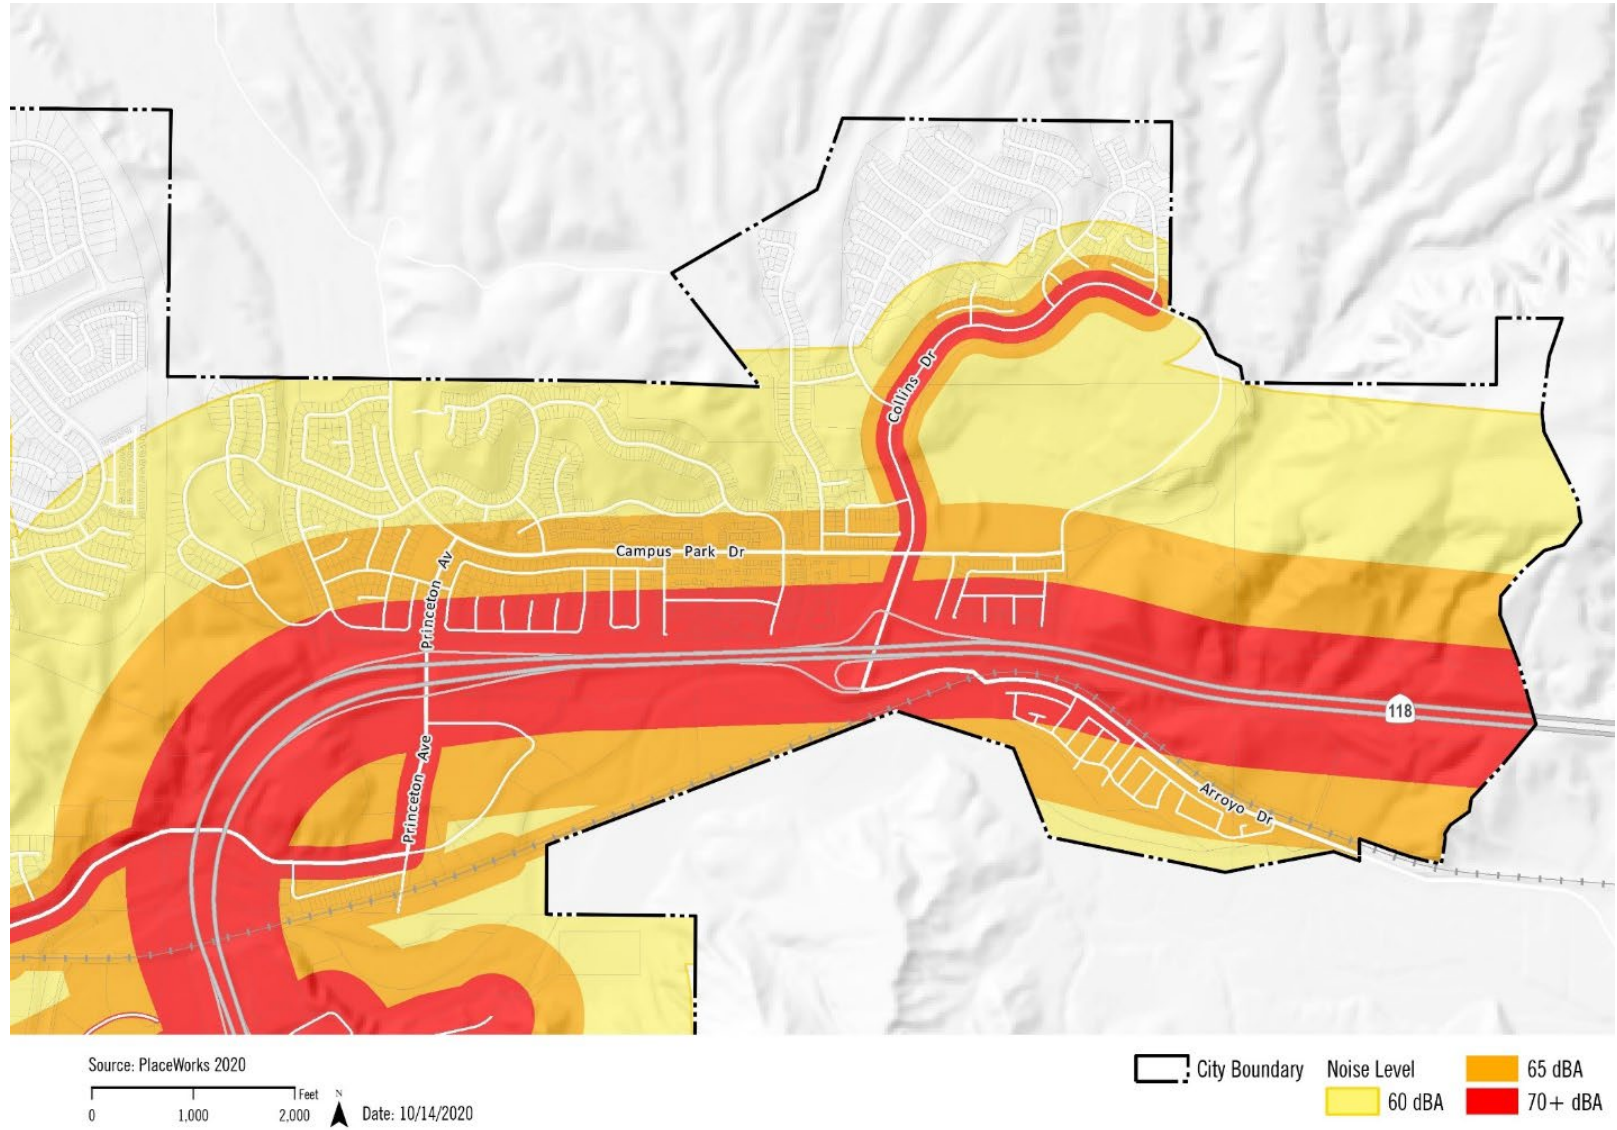 Collins Dr
Campus Park Dr
Princeton Av
118
Princeton Ave
Arroyo Dr
Source: PlaceWorks 2020
Feet
0 1,000 2,000
N
Date: 10/14/2020
City Boundary
Noise Level
60 dBA
65 dBA
70+ dBA